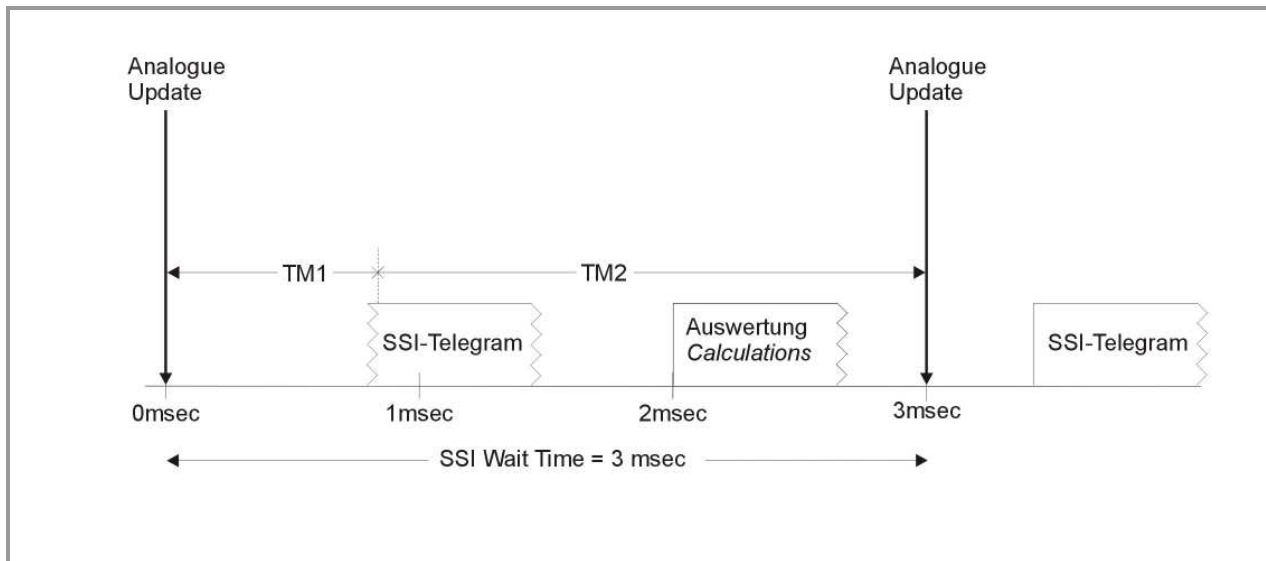 Analogue
Update
Analogue
Update
TM1
TM2
SSI-Telegram
Auswertung
Calculations
SSI-Telegram
0msec
1msec
2msec
3msec
SSI Wait Time = 3 msec